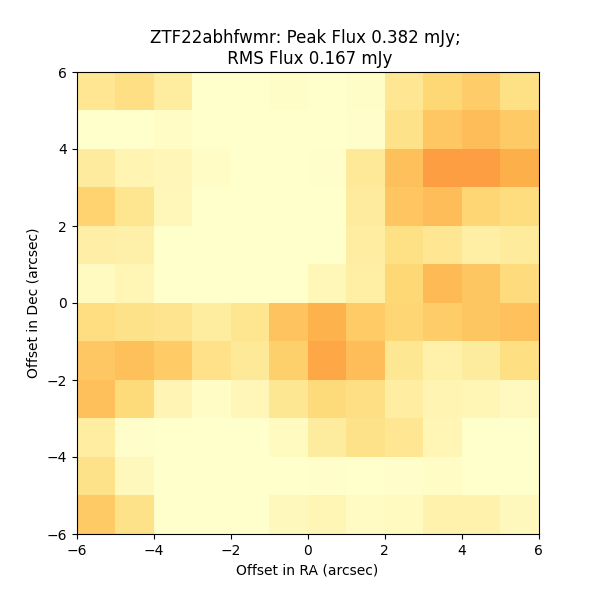 ZTF22abhfwmr: Peak Flux 0.382 mJy;
RMS Flux 0.167 mJy
6
4
2
0
−2
−4
−6
Offset in Dec (arcsec)
−6 −4 −2 0 2 4 6
Offset in RA (arcsec)